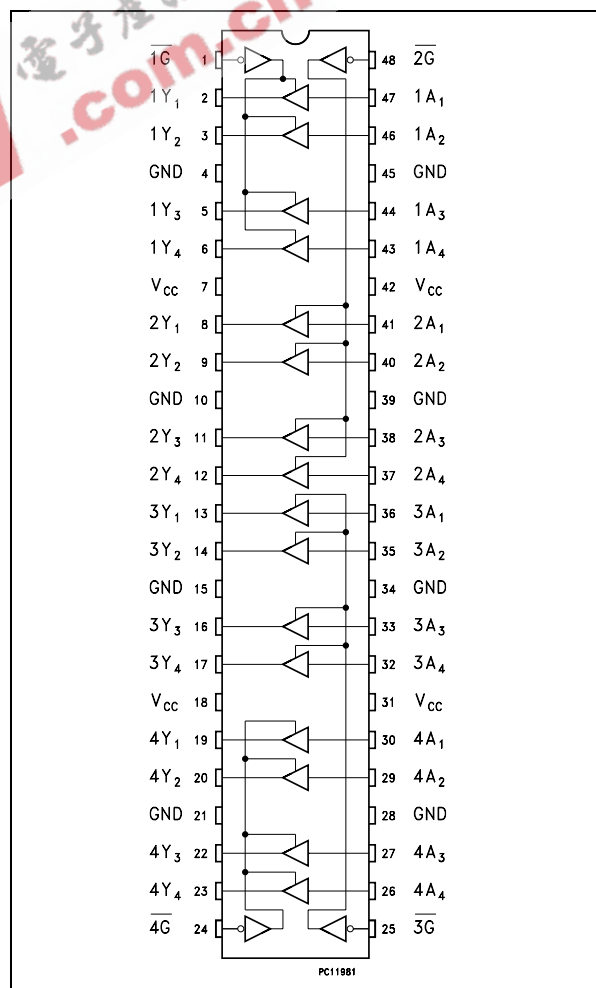 電子產
.com.cn
1G 1 48 2G
1Y1 2 47 1A1
1Y2 3 46 1A2
GND 4 45 GND
1Y3 5 44 1A3
1Y4 6 43 1A4
VCC 7 42 VCC
2Y1 8 41 2A1
2Y2 9 40 2A2
GND 10 39 GND
2Y3 11 38 2A3
2Y4 12 37 2A4
3Y1 13 36 3A1
3Y2 14 35 3A2
GND 15 34 GND
3Y3 16 33 3A3
3Y4 17 32 3A4
VCC 18 31 VCC
4Y1 19 30 4A1
4Y2 20 29 4A2
GND 21 28 GND
4Y3 22 27 4A3
4Y4 23 26 4A4
4G 24 25 3G
PC11981